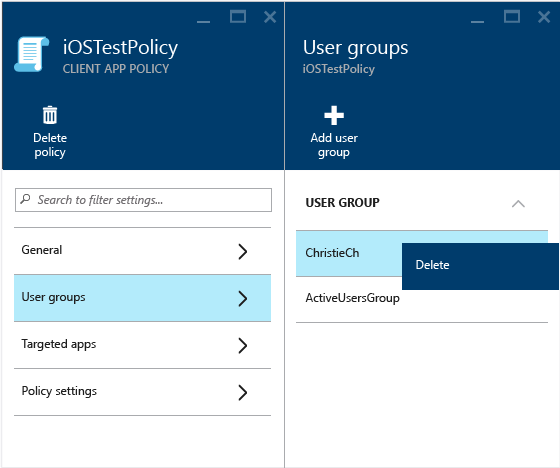 iOSTestPolicy
CLIENT APP POLICY
Delete
policy
Search to filter settings...
General
User groups
Targeted apps
Policy settings
User groups
iOSTestPolicy
Add user
group
USER GROUP
ChristieCh
Delete
ActiveUsersGroup